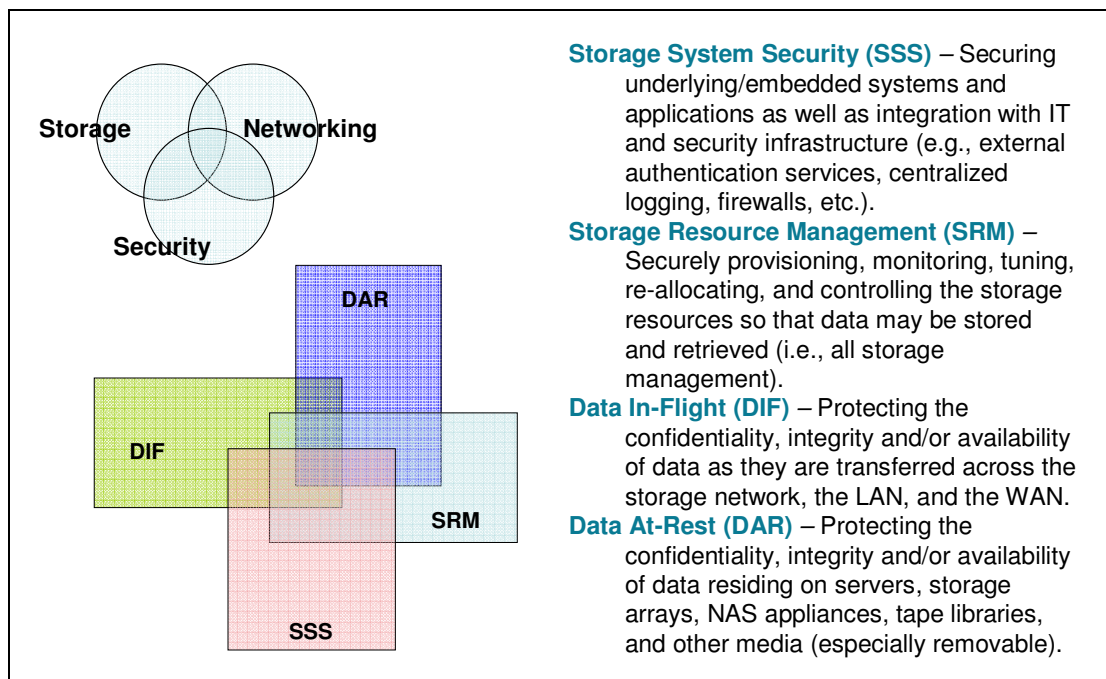 Storage
Networking
Security
DAR
DIF
SRM
SSS
Storage System Security (SSS) – Securing
underlying/embedded systems and
applications as well as integration with IT
and security infrastructure (e.g., external
authentication services, centralized
logging, firewalls, etc.).
Storage Resource Management (SRM) –
Securely provisioning, monitoring, tuning,
re-allocating, and controlling the storage
resources so that data may be stored
and retrieved (i.e., all storage
management).
Data In-Flight (DIF) – Protecting the
confidentiality, integrity and/or availability
of data as they are transferred across the
storage network, the LAN, and the WAN.
Data At-Rest (DAR) – Protecting the
confidentiality, integrity and/or availability
of data residing on servers, storage
arrays, NAS appliances, tape libraries,
and other media (especially removable).